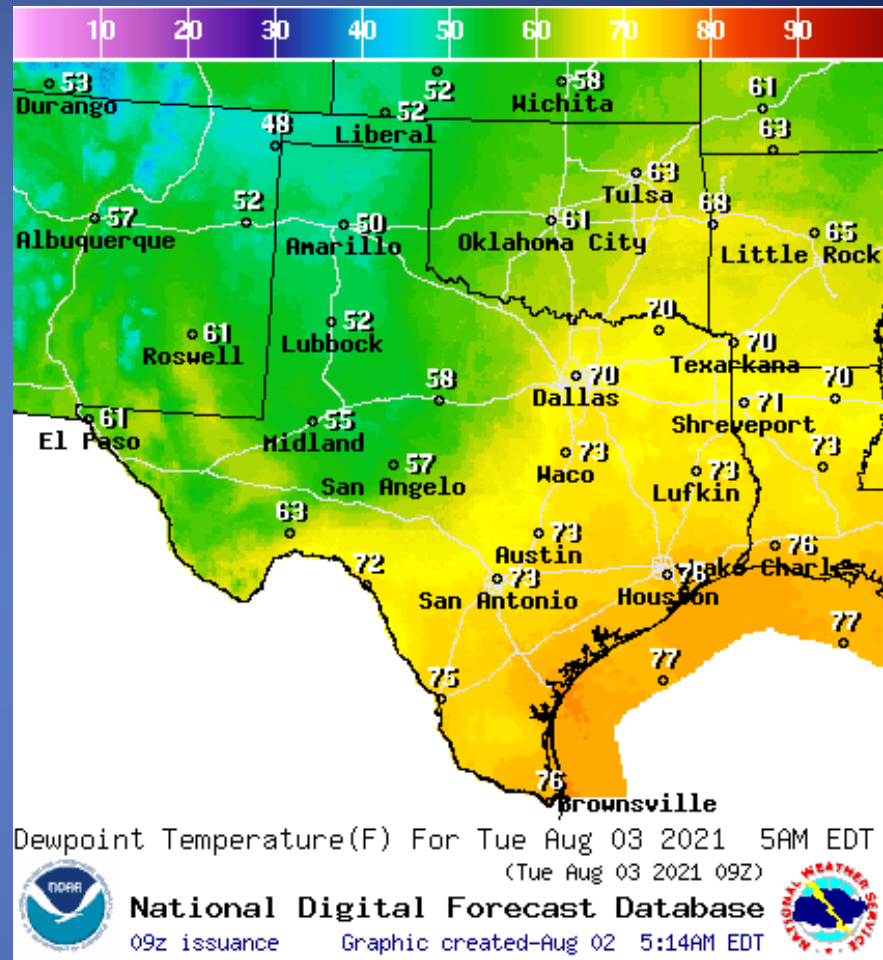 10 20 30 40 50 60 70 80 90
53 52 58 61
Durango 52 Wichita
48 Liberal 63
63
Tulsa
57 52 50 61 68 65
Albuquerque Amarillo Oklahoma City Little Rock
61 52 70 70
Roswell Lubbock Texarkana
58 70 71 70
Dallas Shreveport
61 55 73 73 73
El Paso Midland Waco Lufkin
57
San Angelo
63 73 76
Austin Lake Charles
72 73 76
San Antonio Houston
77
75 77
76
Brownsville
Dewpoint Temperature(F) For Tue Aug 03 2021 5AM EDT
(Tue Aug 03 2021 09Z)
National Digital Forecast Database
09z issuance Graphic created-Aug 02 5:14AM EDT
NOAA
NATIONAL WEATHER SERVICE